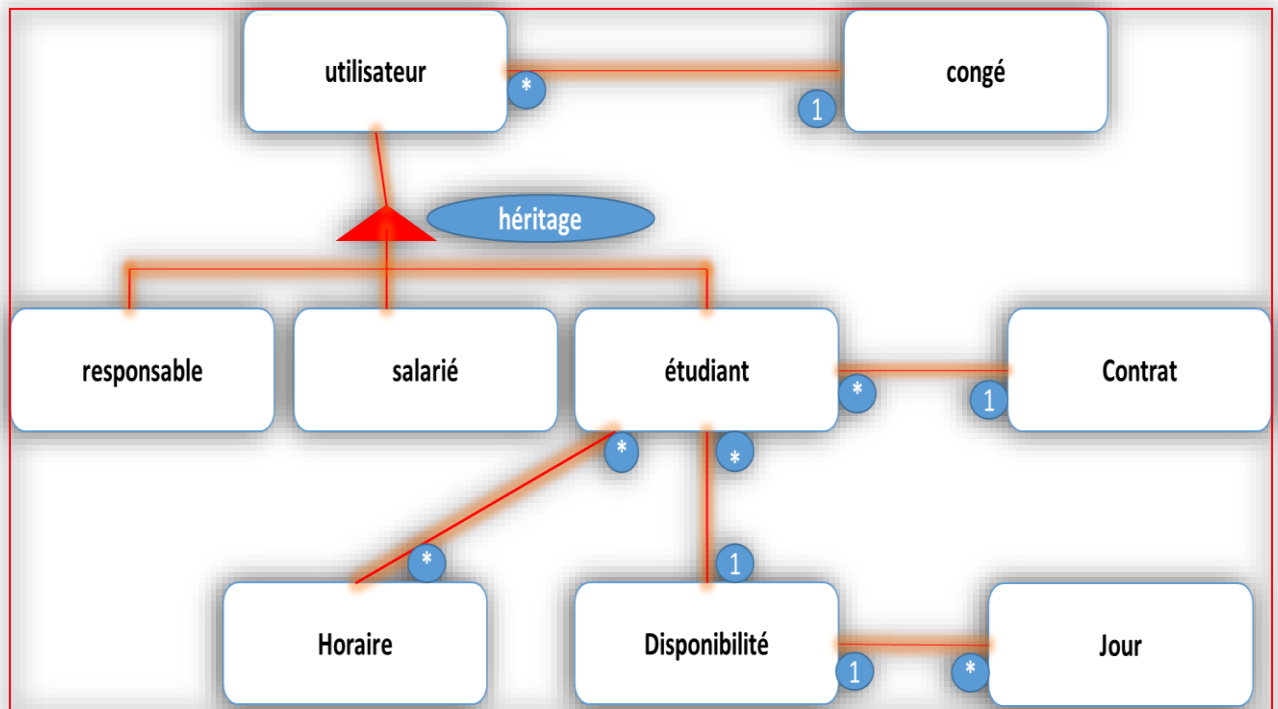 utilisateur
congé
*
1
héritage
responsable
salarié
étudiant
Contrat
*
1
*
*
*
1
Horaire
Disponibilité
Jour
1
*